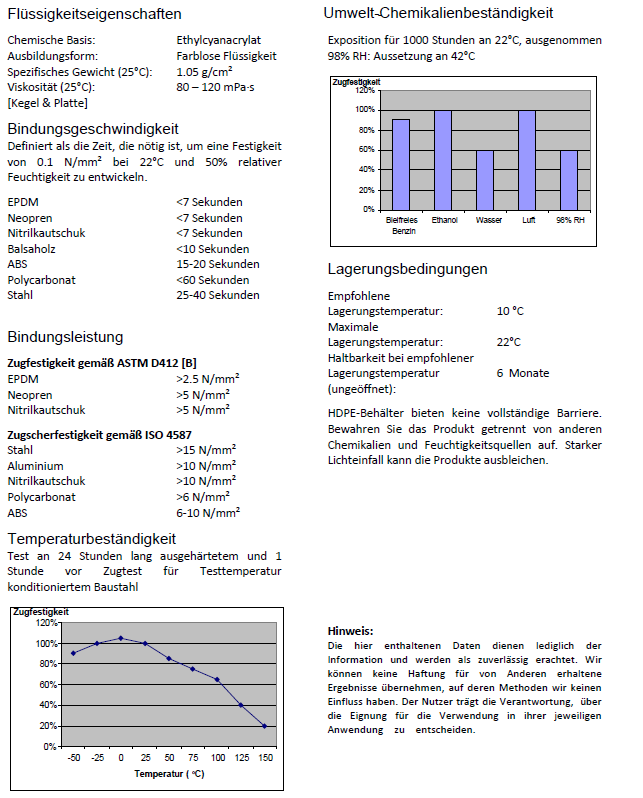 Flüssigkeitseigenschaften
Chemische Basis: Ethylcyanacrylat
Ausbildungsform: Farblose Flüssigkeit
Spezifisches Gewicht (25°C): 1.05 g/cm²
Viskosität (25°C): 80 – 120 mPa·s
[Kegel & Platte]
Bindungsgeschwindigkeit
Definiert als die Zeit, die nötig ist, um eine Festigkeit
von 0.1 N/mm² bei 22°C und 50% relativer
Feuchtigkeit zu entwickeln.
EPDM <7 Sekunden
Neopren <7 Sekunden
Nitrilkautschuk <7 Sekunden
Balsaholz <10 Sekunden
ABS 15-20 Sekunden
Polycarbonat <60 Sekunden
Stahl 25-40 Sekunden
Bindungsleistung
Zugfestigkeit gemäß ASTM D412 [B]
EPDM >2.5 N/mm²
Neopren >5 N/mm²
Nitrilkautschuk >5 N/mm²
Zugscherfestigkeit gemäß ISO 4587
Stahl >15 N/mm²
Aluminium >10 N/mm²
Nitrilkautschuk >10 N/mm²
Polycarbonat >6 N/mm²
ABS 6-10 N/mm²
Temperaturbeständigkeit
Test an 24 Stunden lang ausgehärtetem und 1
Stunde vor Zugtest für Testtemperatur
konditioniertem Baustahl
Zugfestigkeit
120%
100%
80%
60%
40%
20%
0%
-50 -25 0 25 50 75 100 125 150
Temperatur ( °C)
Umwelt-Chemikalienbeständigkeit
Exposition für 1000 Stunden an 22°C, ausgenommen
98% RH: Aussetzung an 42°C
Zugfestigkeit
120%
100%
80%
60%
40%
20%
0%
Bleifreies Ethanol Wasser Luft 98% RH
Benzin
Lagerungsbedingungen
Empfohlene
Lagerungstemperatur: 10 °C
Maximale
Lagerungstemperatur: 22°C
Haltbarkeit bei empfohlener
Lagerungstemperatur 6 Monate
(ungeöffnet):
HDPE-Behälter bieten keine vollständige Barriere.
Bewahren Sie das Produkt getrennt von anderen
Chemikalien und Feuchtigkeitsquellen auf. Starker
Lichteinfall kann die Produkte ausbleichen.
Hinweis:
Die hier enthaltenen Daten dienen lediglich der
Information und werden als zuverlässig erachtet. Wir
können keine Haftung für von Anderen erhaltene
Ergebnisse übernehmen, auf deren Methoden wir keinen
Einfluss haben. Der Nutzer trägt die Verantwortung, über
die Eignung für die Verwendung in ihrer jeweiligen
Anwendung zu entscheiden.